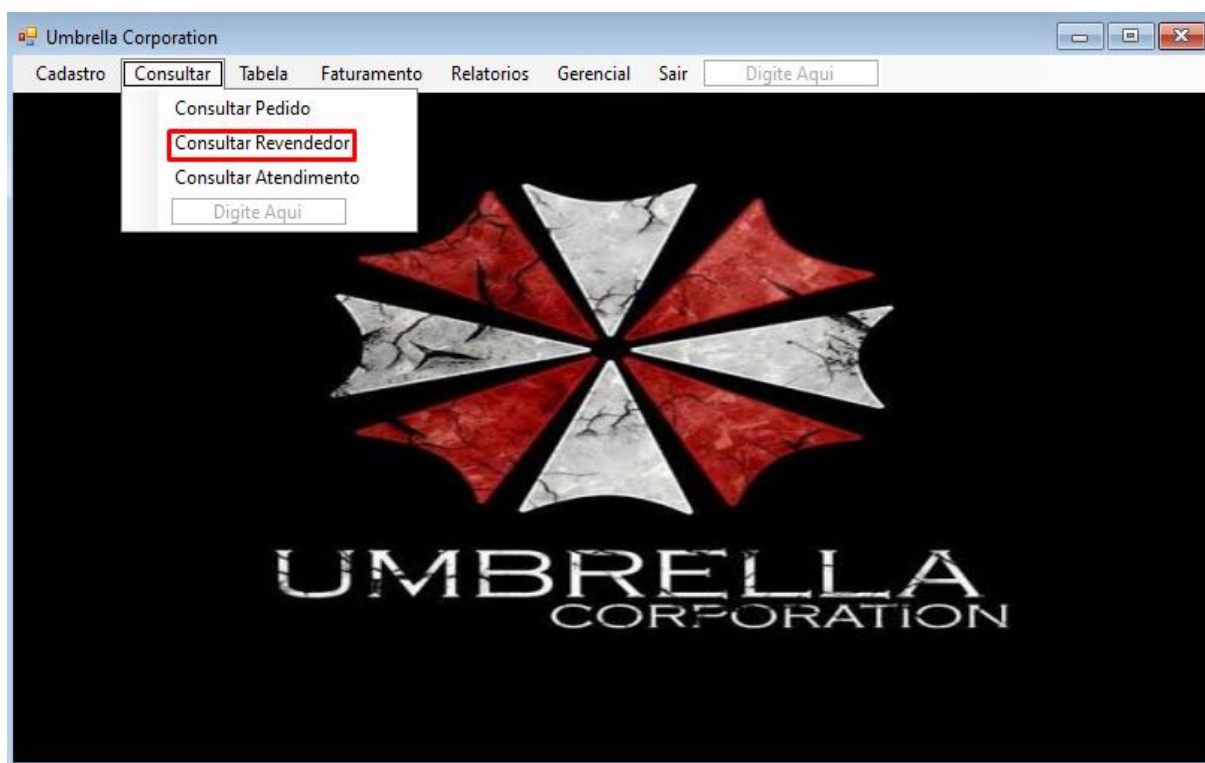 Umbrella Corporation
Cadastro Consultar Tabela Faturamento Relatorios Gerencial Sair Digite Aqui
Consultar Pedido
Consultar Revendedor
Consultar Atendimento
Digite Aqui
UMBRELLA
CORPORATION